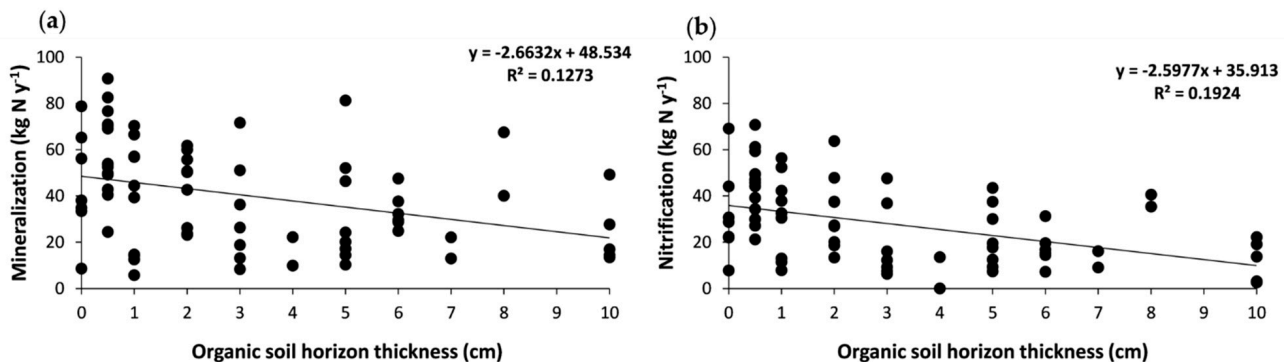 (a)
y = -2.6632x + 48.534
R² = 0.1273
Mineralization (kg N y⁻¹)
100
80
60
40
20
0
0 1 2 3 4 5 6 7 8 9 10
Organic soil horizon thickness (cm)
(b)
y = -2.5977x + 35.913
R² = 0.1924
Nitrification (kg N y⁻¹)
100
80
60
40
20
0
0 1 2 3 4 5 6 7 8 9 10
Organic soil horizon thickness (cm)